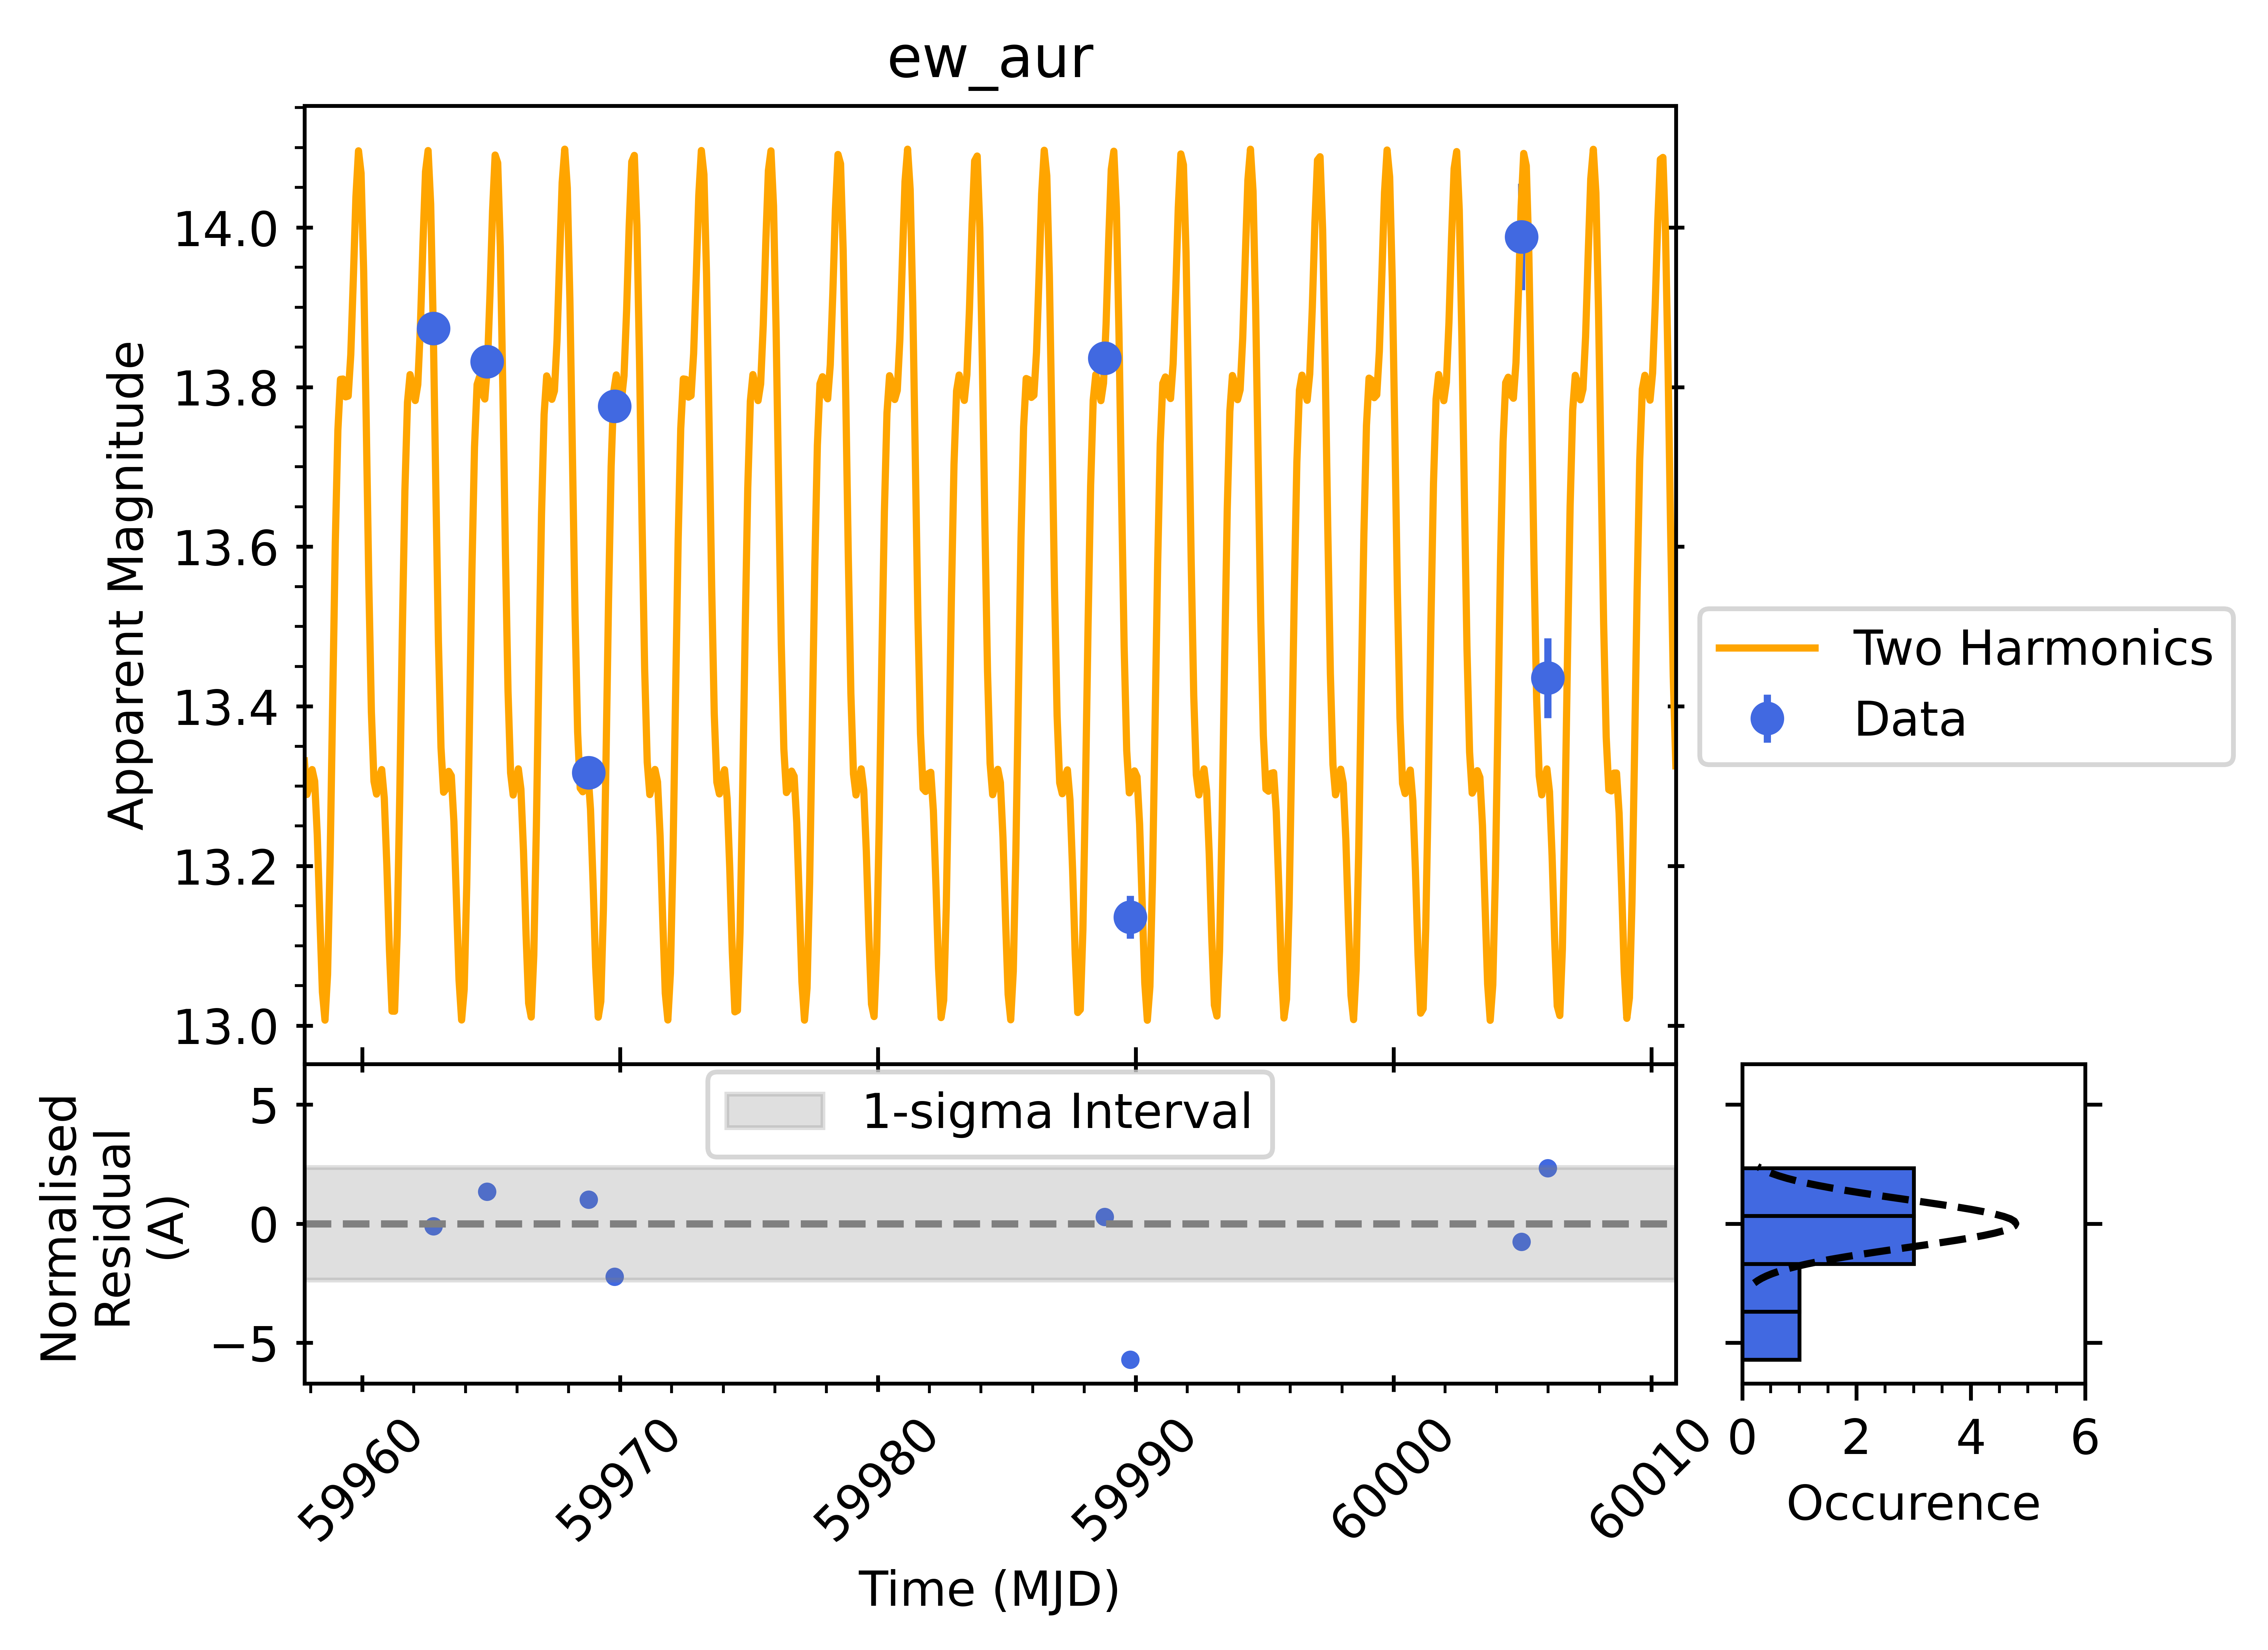 ew_aur
14.0
13.8
13.6
13.4
13.2
13.0
Apparent Magnitude
Two Harmonics
Data
5
0
−5
Normalised
Residual
(A)
1-sigma Interval
59960
59970
59980
59990
60000
60010
Time (MJD)
0
2
4
6
Occurence